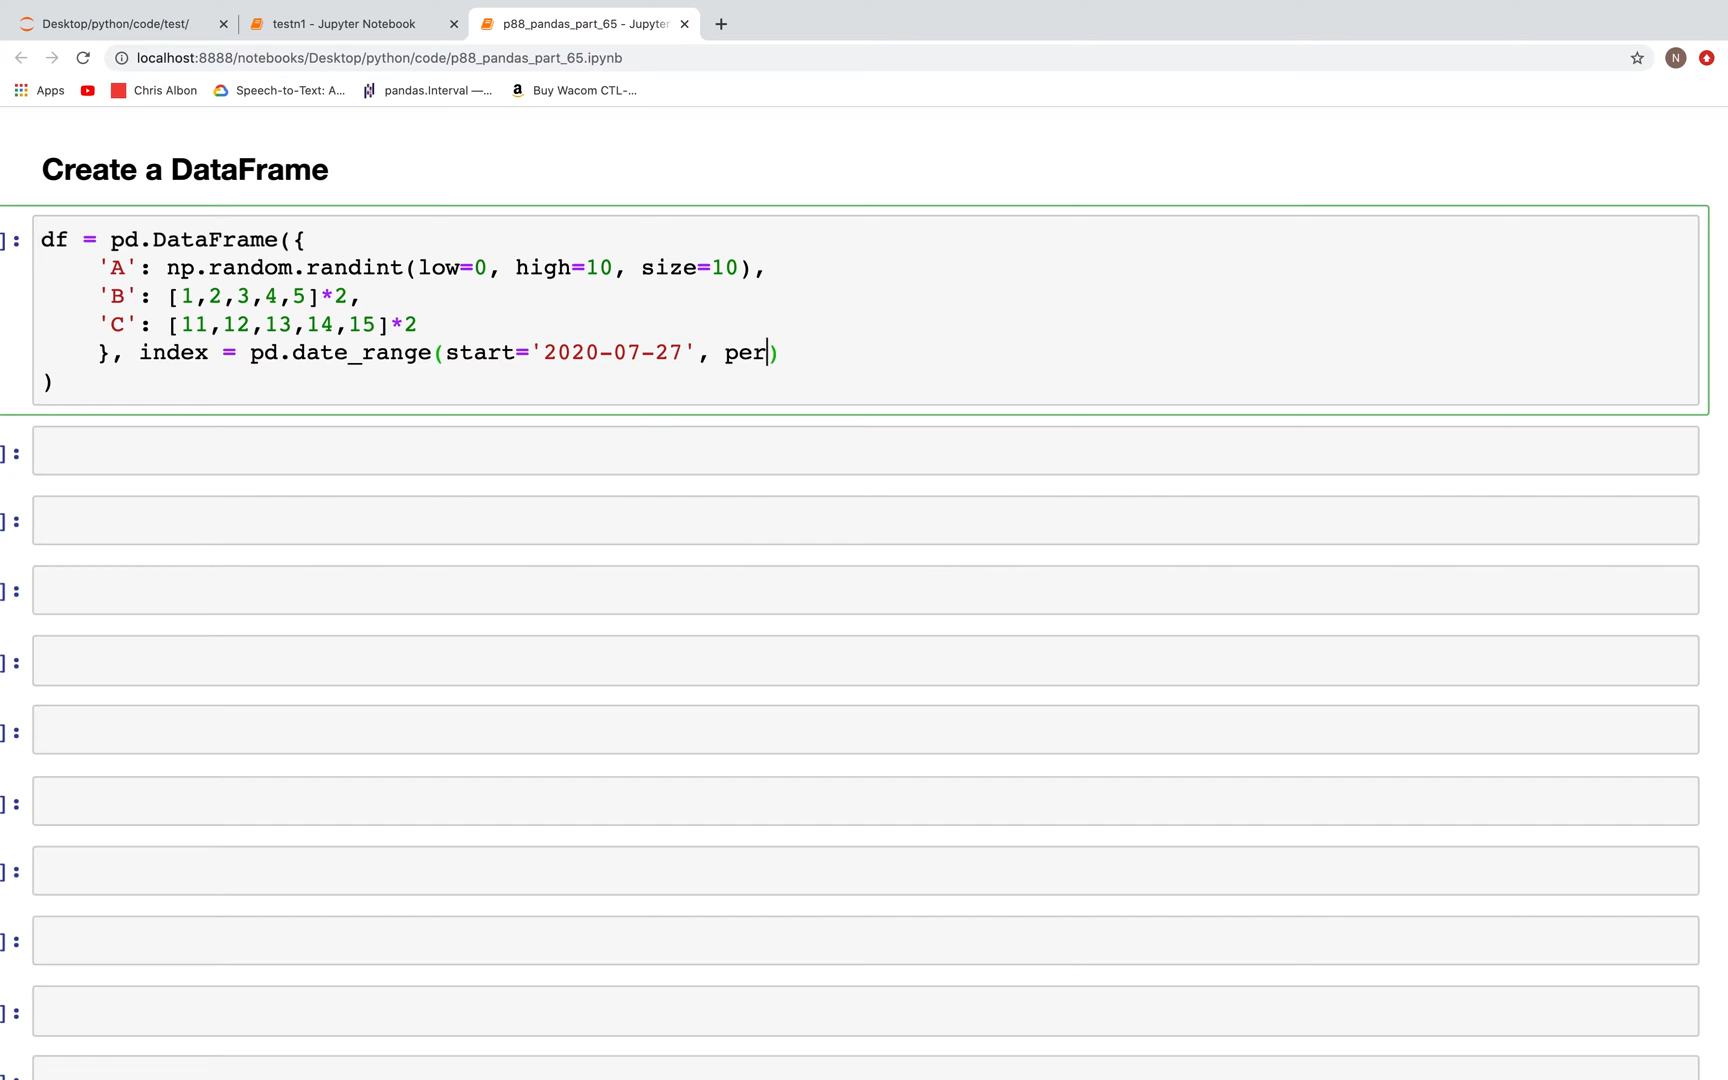 Desktop/python/code/test/
testn1 - Jupyter Notebook
p88_pandas_part_65 - Jupyter
localhost:8888/notebooks/Desktop/python/code/p88_pandas_part_65.ipynb
N
Apps
Chris Albon
Speech-to-Text: A...
pandas.Interval —...
Buy Wacom CTL-...
Create a DataFrame
]: df = pd.DataFrame({
'A': np.random.randint(low=0, high=10, size=10),
'B': [1,2,3,4,5]*2,
'C': [11,12,13,14,15]*2
}, index = pd.date_range(start='2020-07-27', per)
)
]:
]:
]:
]:
]:
]:
]:
]:
]: